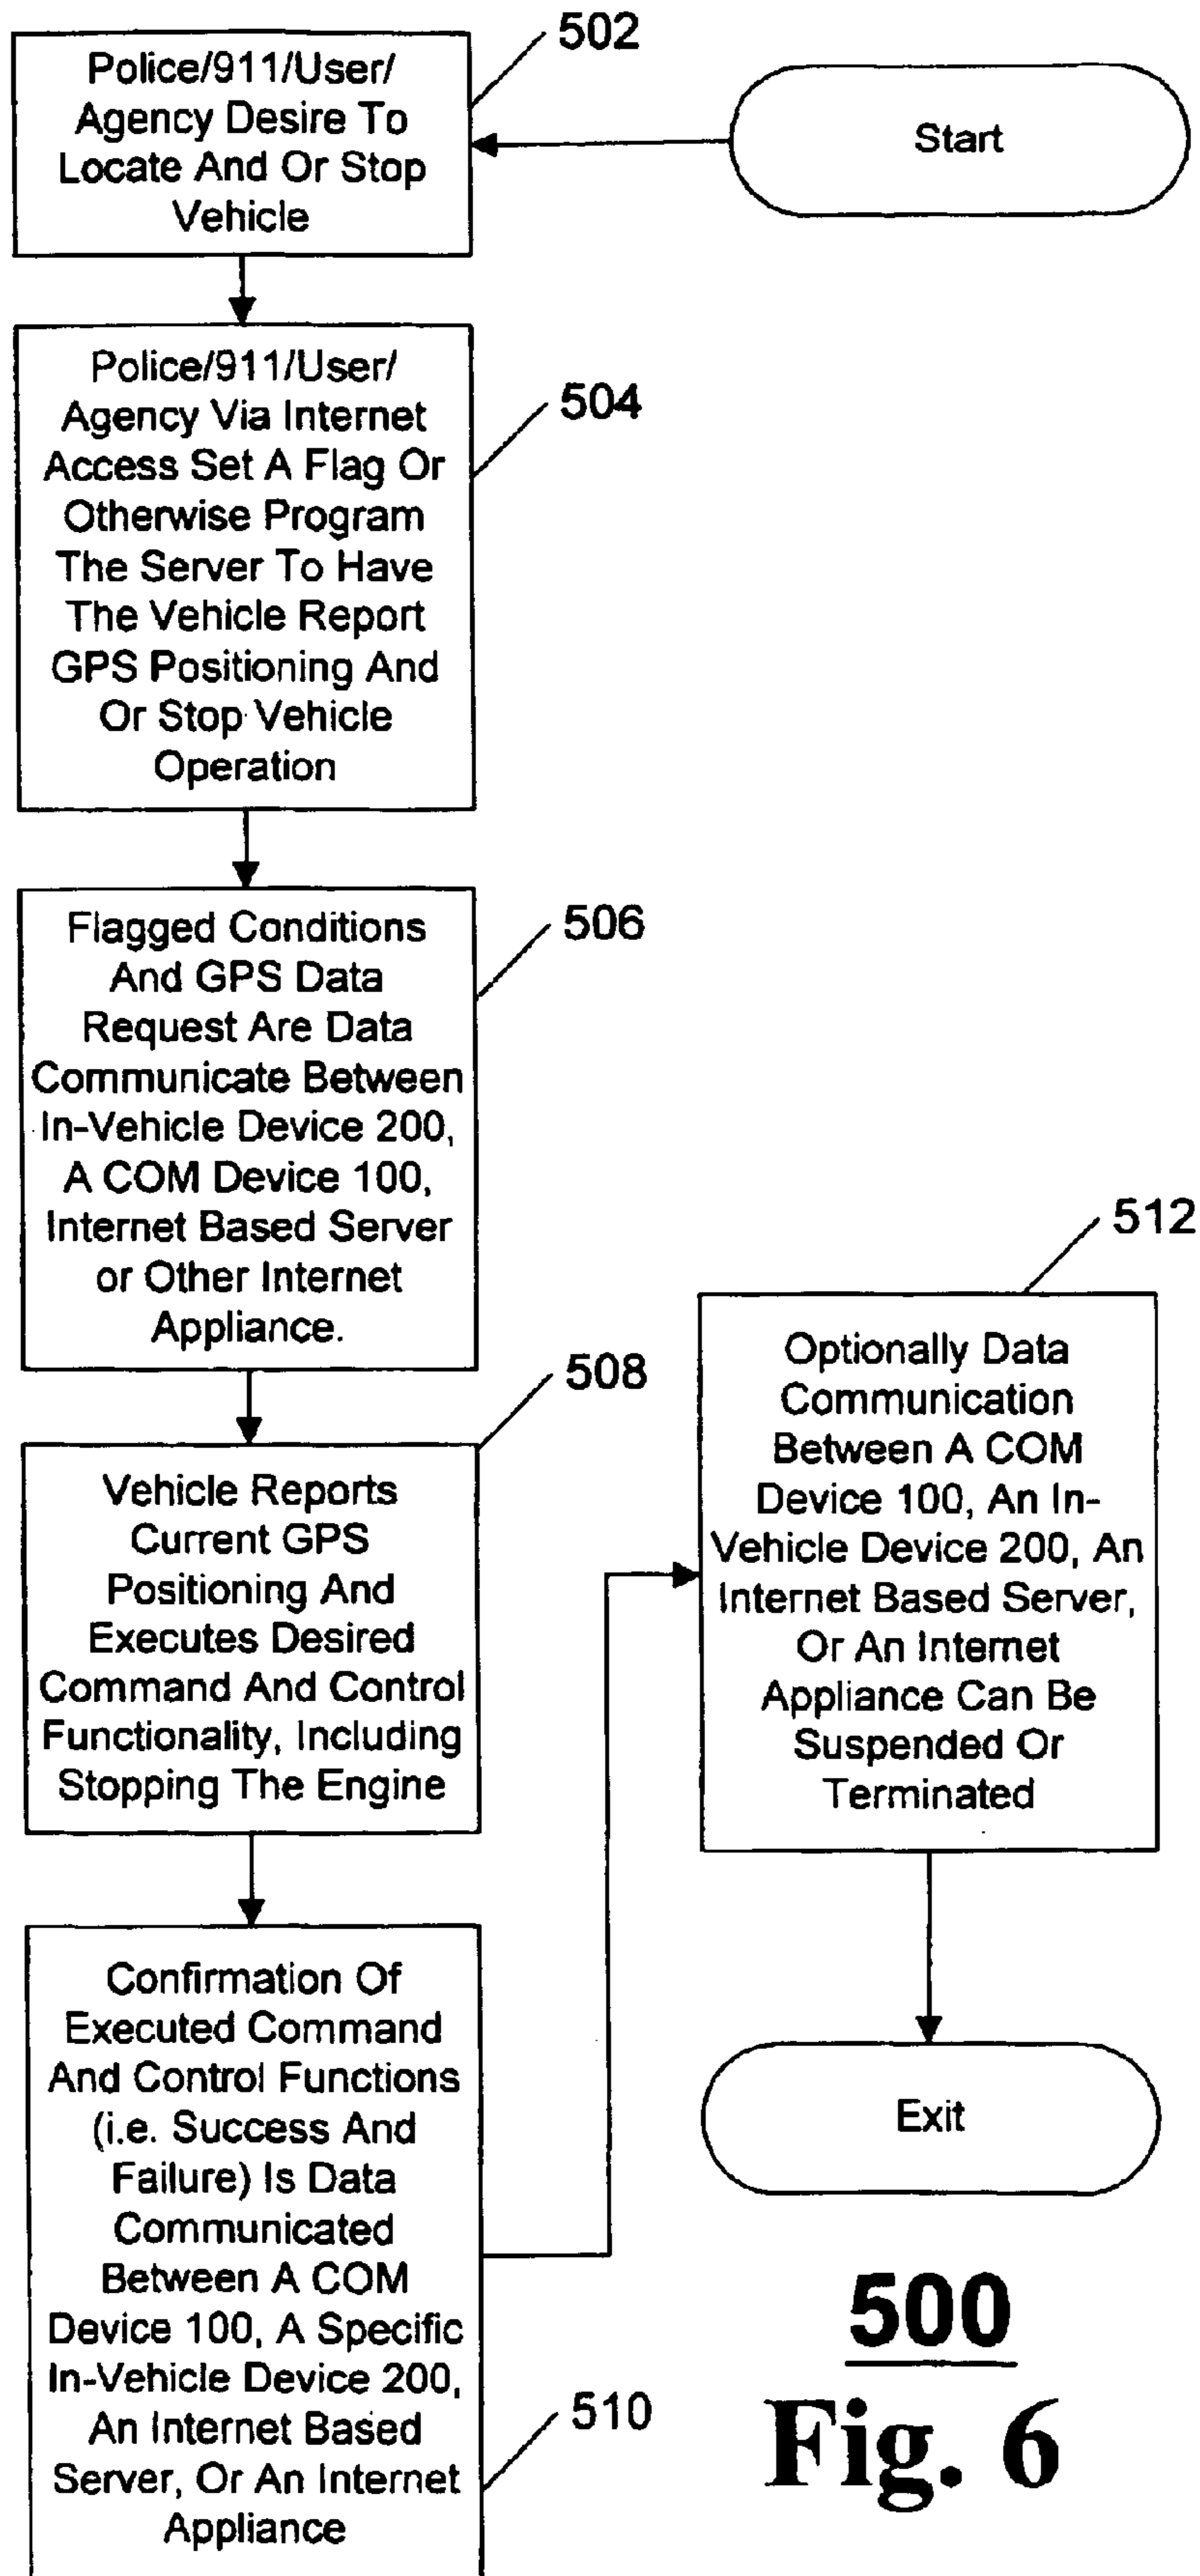 Start
502
Police/911/User/
Agency Desire To
Locate And Or Stop
Vehicle
504
Police/911/User/
Agency Via Internet
Access Set A Flag Or
Otherwise Program
The Server To Have
The Vehicle Report
GPS Positioning And
Or Stop Vehicle
Operation
506
Flagged Conditions
And GPS Data
Request Are Data
Communicate Between
In-Vehicle Device 200,
A COM Device 100,
Internet Based Server
or Other Internet
Appliance.
508
Vehicle Reports
Current GPS
Positioning And
Executes Desired
Command And Control
Functionality, Including
Stopping The Engine
510
Confirmation Of
Executed Command
And Control Functions
(i.e. Success And
Failure) Is Data
Communicated
Between A COM
Device 100, A Specific
In-Vehicle Device 200,
An Internet Based
Server, Or An Internet
Appliance
512
Optionally Data
Communication
Between A COM
Device 100, An In-
Vehicle Device 200, An
Internet Based Server,
Or An Internet
Appliance Can Be
Suspended Or
Terminated
Exit
500
Fig. 6